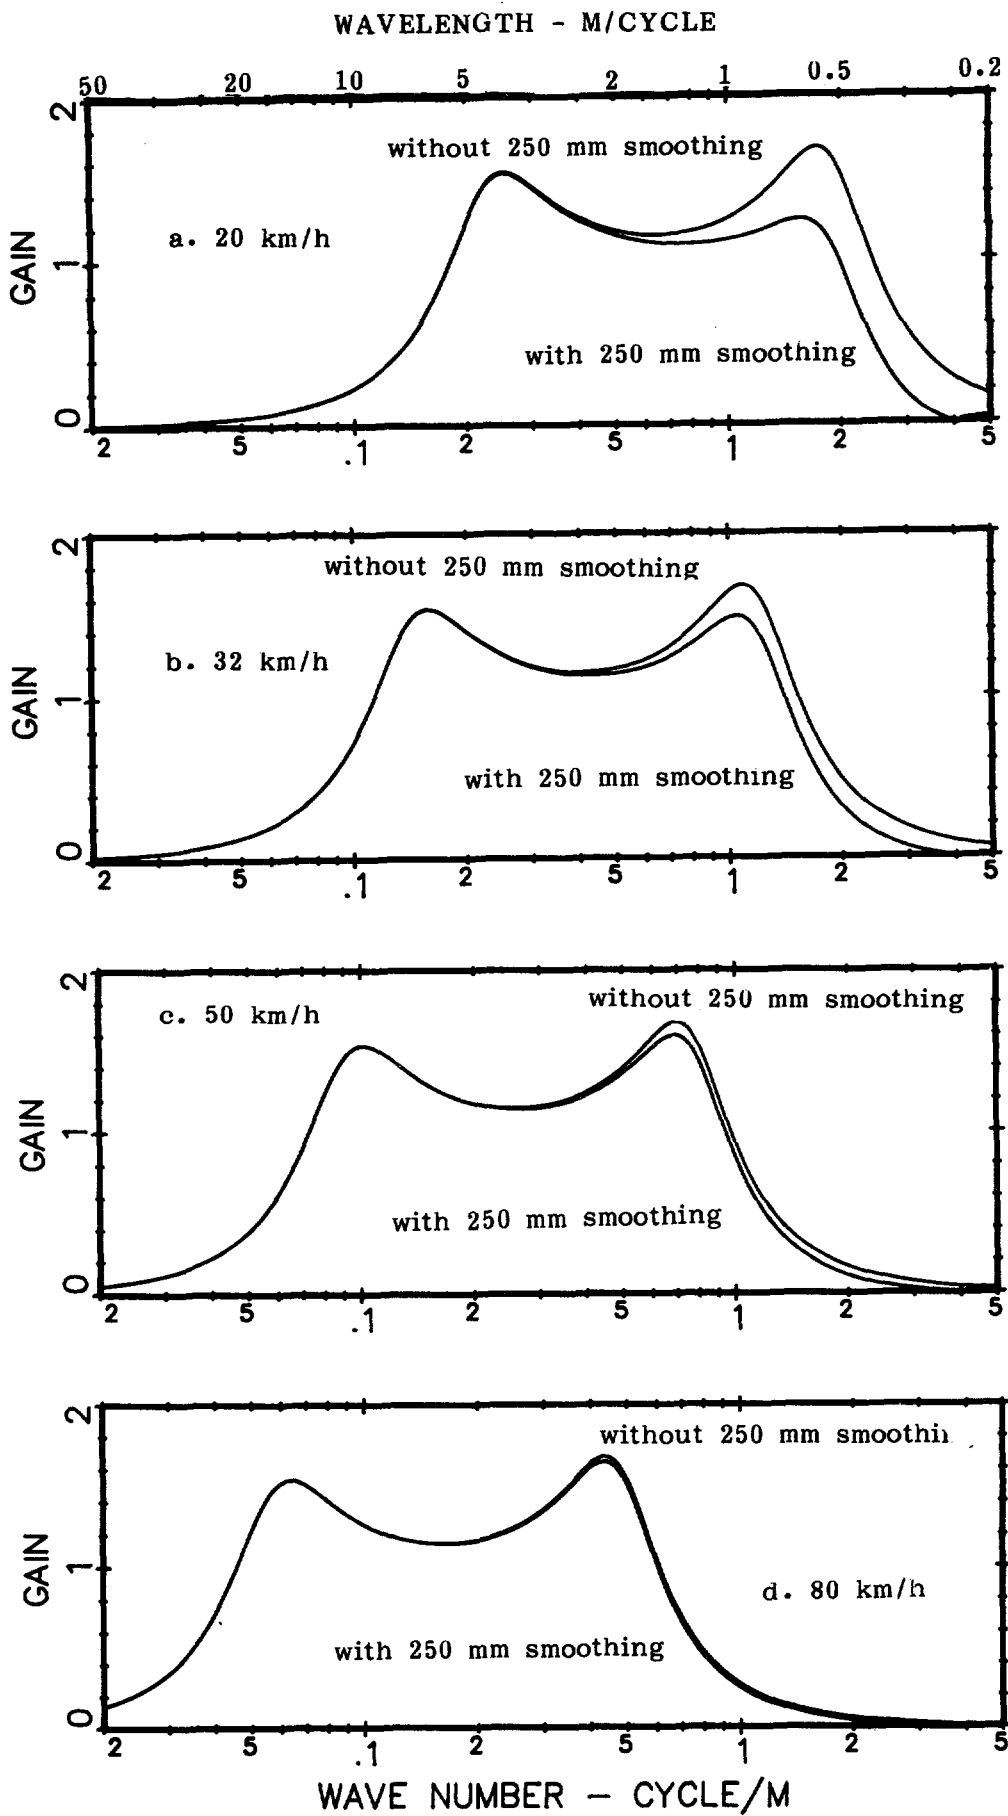 WAVELENGTH - M/CYCLE
50 20 10 5 2 1 0.5 0.2
2
without 250 mm smoothing
a. 20 km/h
GAIN
1
with 250 mm smoothing
0
2 5 .1 2 5 1 2 5
2
without 250 mm smoothing
b. 32 km/h
GAIN
1
with 250 mm smoothing
0
2 5 .1 2 5 1 2 5
2
without 250 mm smoothing
c. 50 km/h
GAIN
1
with 250 mm smoothing
0
2 5 .1 2 5 1 2 5
2
without 250 mm
GAIN
1
d. 80 km/h
with 250 mm smoothing
0
2 5 .1 2 5 1 2 5
WAVE NUMBER - CYCLE/M